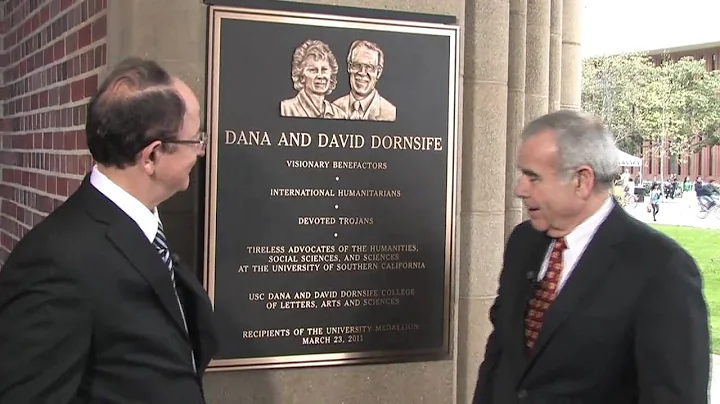 DANA AND DAVID DORNSIFE
VISIONARY BENEFACTORS
INTERNATIONAL HUMANITARIANS
DEVOTED TROJANS
TIRELESS ADVOCATES OF THE HUMANITIES,
SOCIAL SCIENCES, AND SCIENCES
AT THE UNIVERSITY OF SOUTHERN CALIFORNIA
USC DANA AND DAVID DORNSIFE COLLEGE
OF LETTERS, ARTS AND SCIENCES
RECIPIENTS OF THE UNIVERSITY MEDALLION
MARCH 23, 2011